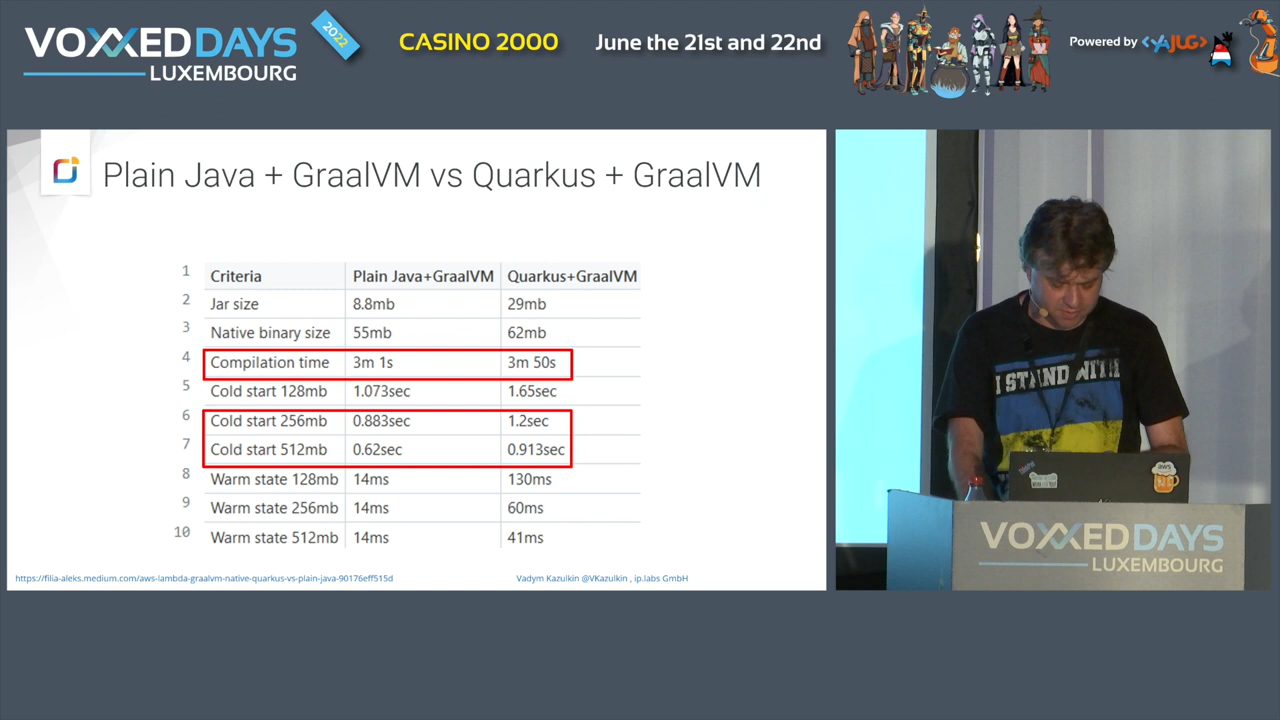 VOXXED DAYS
2022
LUXEMBOURG
CASINO 2000
June the 21st and 22nd
Powered by <YAJUG>
Plain Java + GraalVM vs Quarkus + GraalVM
1 Criteria Plain Java+GraalVM Quarkus+GraalVM
2 Jar size 8.8mb 29mb
3 Native binary size 55mb 62mb
4 Compilation time 3m 1s 3m 50s
5 Cold start 128mb 1.073sec 1.65sec
6 Cold start 256mb 0.883sec 1.2sec
7 Cold start 512mb 0.62sec 0.913sec
8 Warm state 128mb 14ms 130ms
9 Warm state 256mb 14ms 60ms
10 Warm state 512mb 14ms 41ms
https://filia-aleks.medium.com/aws-lambda-graalvm-native-quarkus-vs-plain-java-90176eff515d
Vadym Kazulkin @VKazulkin , ip.labs GmbH
I STAND WITH
aws
VOXXED DAYS
LUXEMBOURG